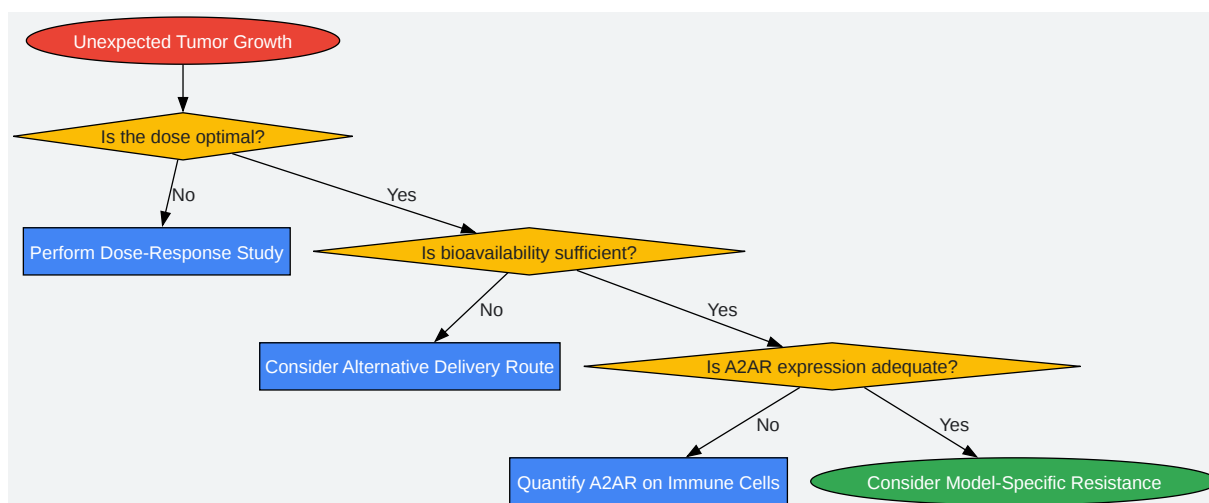 Unexpected Tumor Growth
Is the dose optimal?
No
Yes
Perform Dose-Response Study
Is bioavailability sufficient?
No
Yes
Consider Alternative Delivery Route
Is A2AR expression adequate?
No
Yes
Quantify A2AR on Immune Cells
Consider Model-Specific Resistance